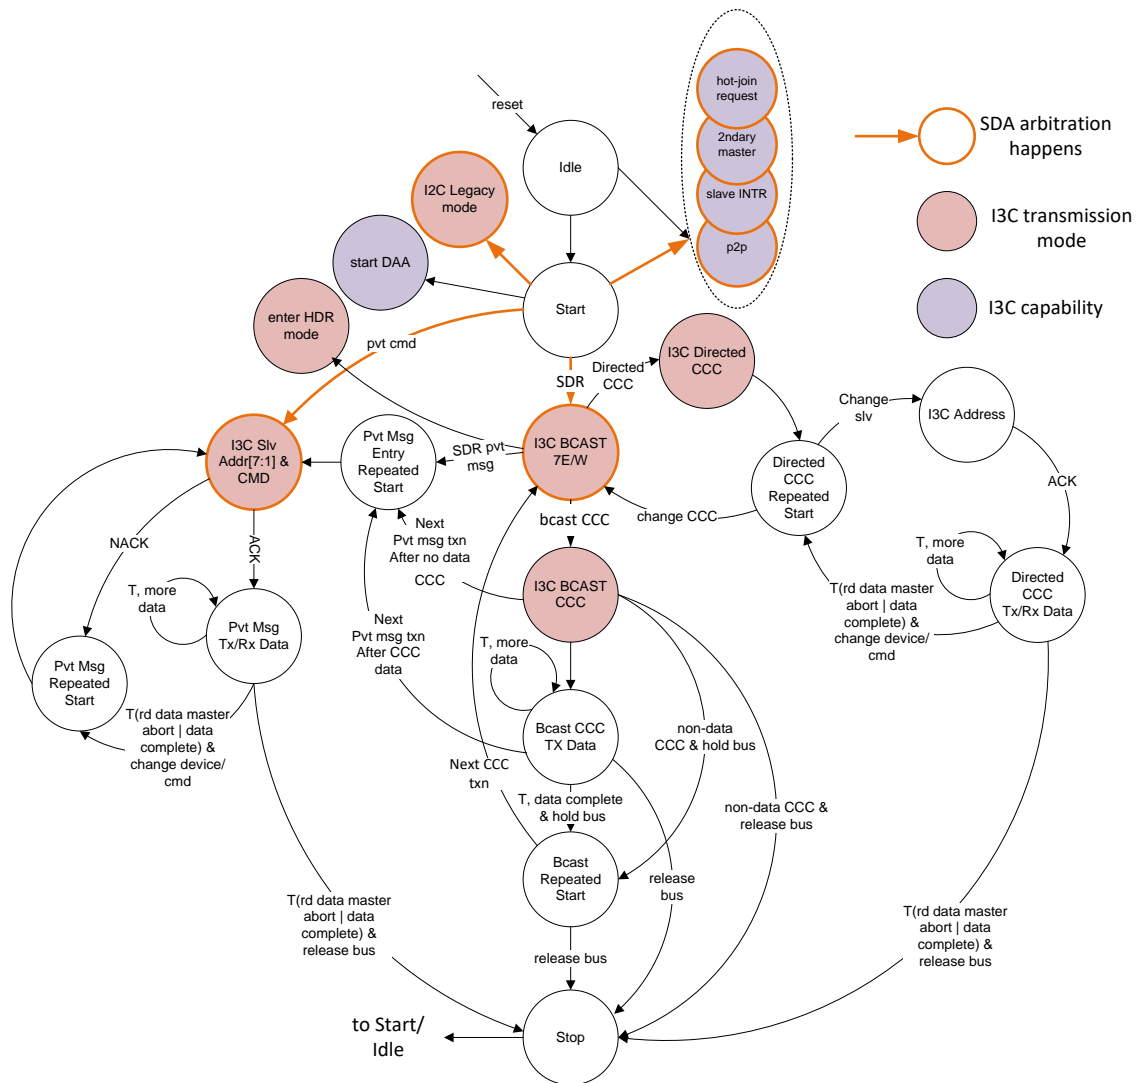 reset
Idle
hot-join
request
2ndary
master
slave INTR
p2p
SDA arbitration
happens
I3C transmission
mode
I3C capability
I2C Legacy
mode
start DAA
enter HDR
mode
Start
pvt cmd
SDR
Directed
CCC
I3C Directed
CCC
Change
slv
I3C Address
I3C Slv
Addr[7:1] &
CMD
Pvt Msg
Entry
Repeated
Start
SDR pvt
msg
I3C BCAST
7E/W
Directed
CCC
Repeated
Start
ACK
change CCC
bcast CCC
Next
Pvt msg txn
After no data
CCC
NACK
ACK
I3C BCAST
CCC
T, more
data
Directed
CCC
Tx/Rx Data
T(rd data master
abort | data
complete) &
change device/
cmd
T, more
data
Pvt Msg
Tx/Rx Data
Next
Pvt msg txn
After CCC
data
T, more
data
Pvt Msg
Repeated
Start
Bcast CCC
TX Data
non-data
CCC & hold bus
T(rd data master
abort | data
complete) &
change device/
cmd
Next CCC
txn
T, data complete
& hold bus
non-data CCC &
release bus
Bcast
Repeated
Start
release
bus
T(rd data master
abort | data
complete) &
release bus
T(rd data master
abort | data
complete) &
release bus
release bus
Stop
to Start/
Idle